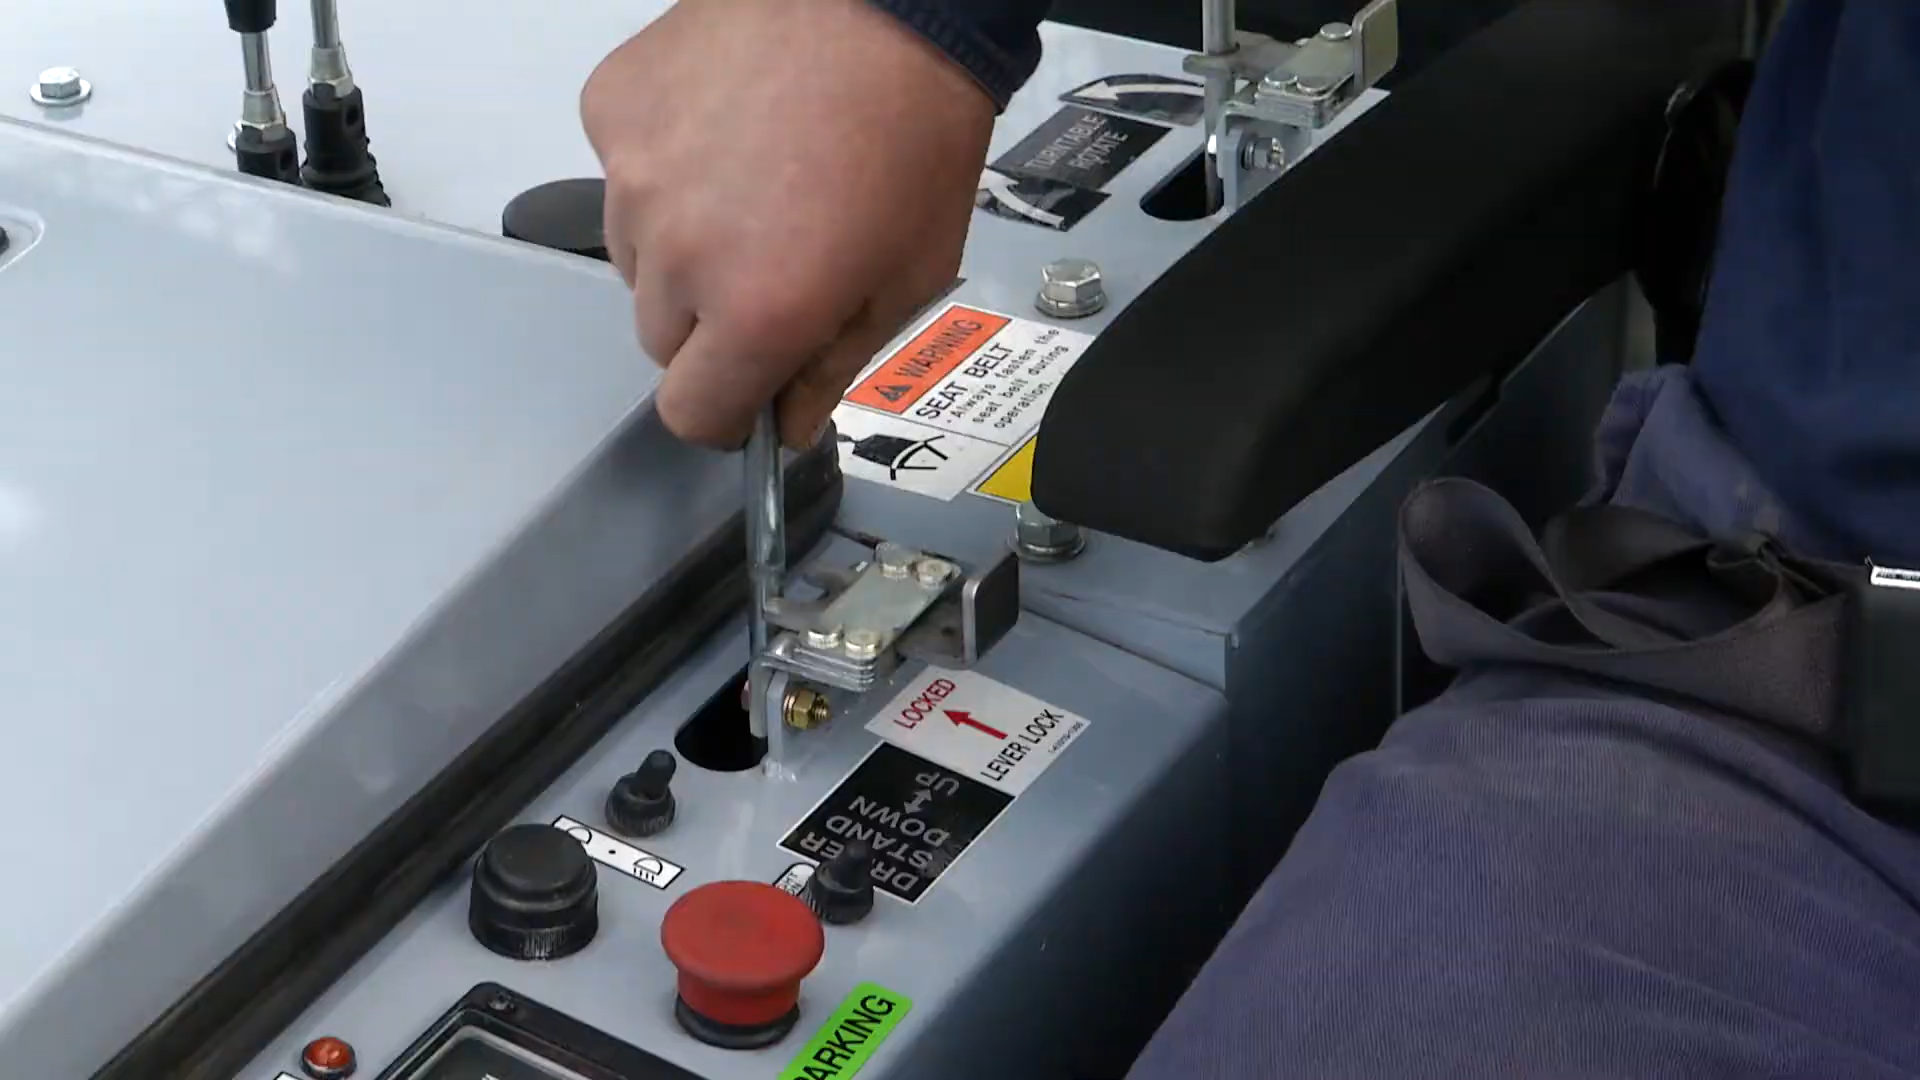 TURNTABLE
ROTATE
WARNING
SEAT BELT
· Always fasten the
seat belt during
operation.
LOCKED
LEVER LOCK
UP
DOWN
STAND
PARKING